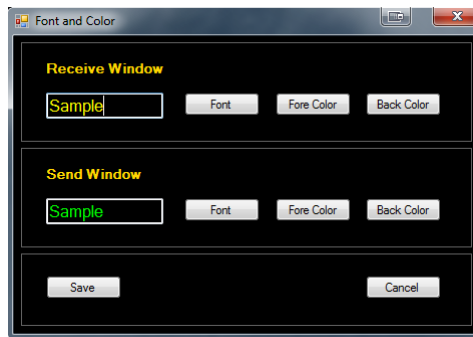 Font and Color
Receive Window
Sample Font Fore Color Back Color
Send Window
Sample Font Fore Color Back Color
Save Cancel